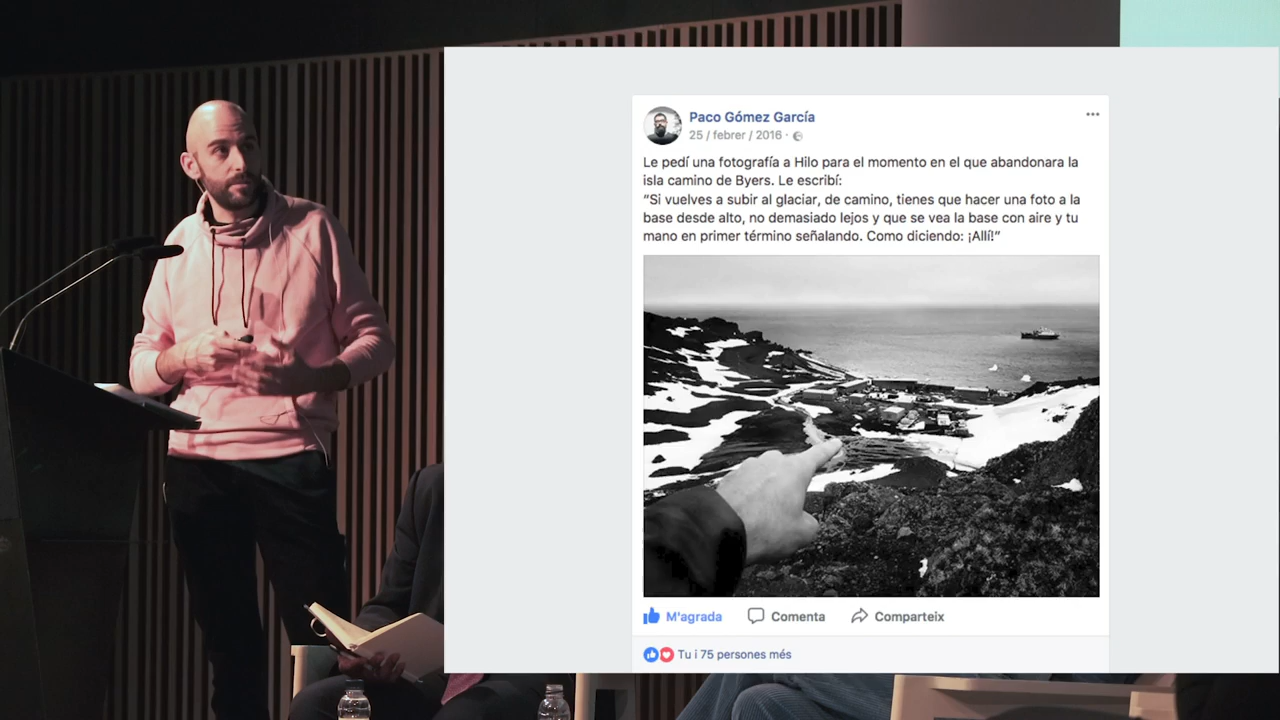 Paco Gómez García
25 / febrer / 2016 ·
Le pedí una fotografía a Hilo para el momento en el que abandonara la
isla camino de Byers. Le escribí:
“Si vuelves a subir al glaciar, de camino, tienes que hacer una foto a la
base desde alto, no demasiado lejos y que se vea la base con aire y tu
mano en primer término señalando. Como diciendo: ¡Allí!”
M'agrada Comenta Comparteix
Tu i 75 persones més